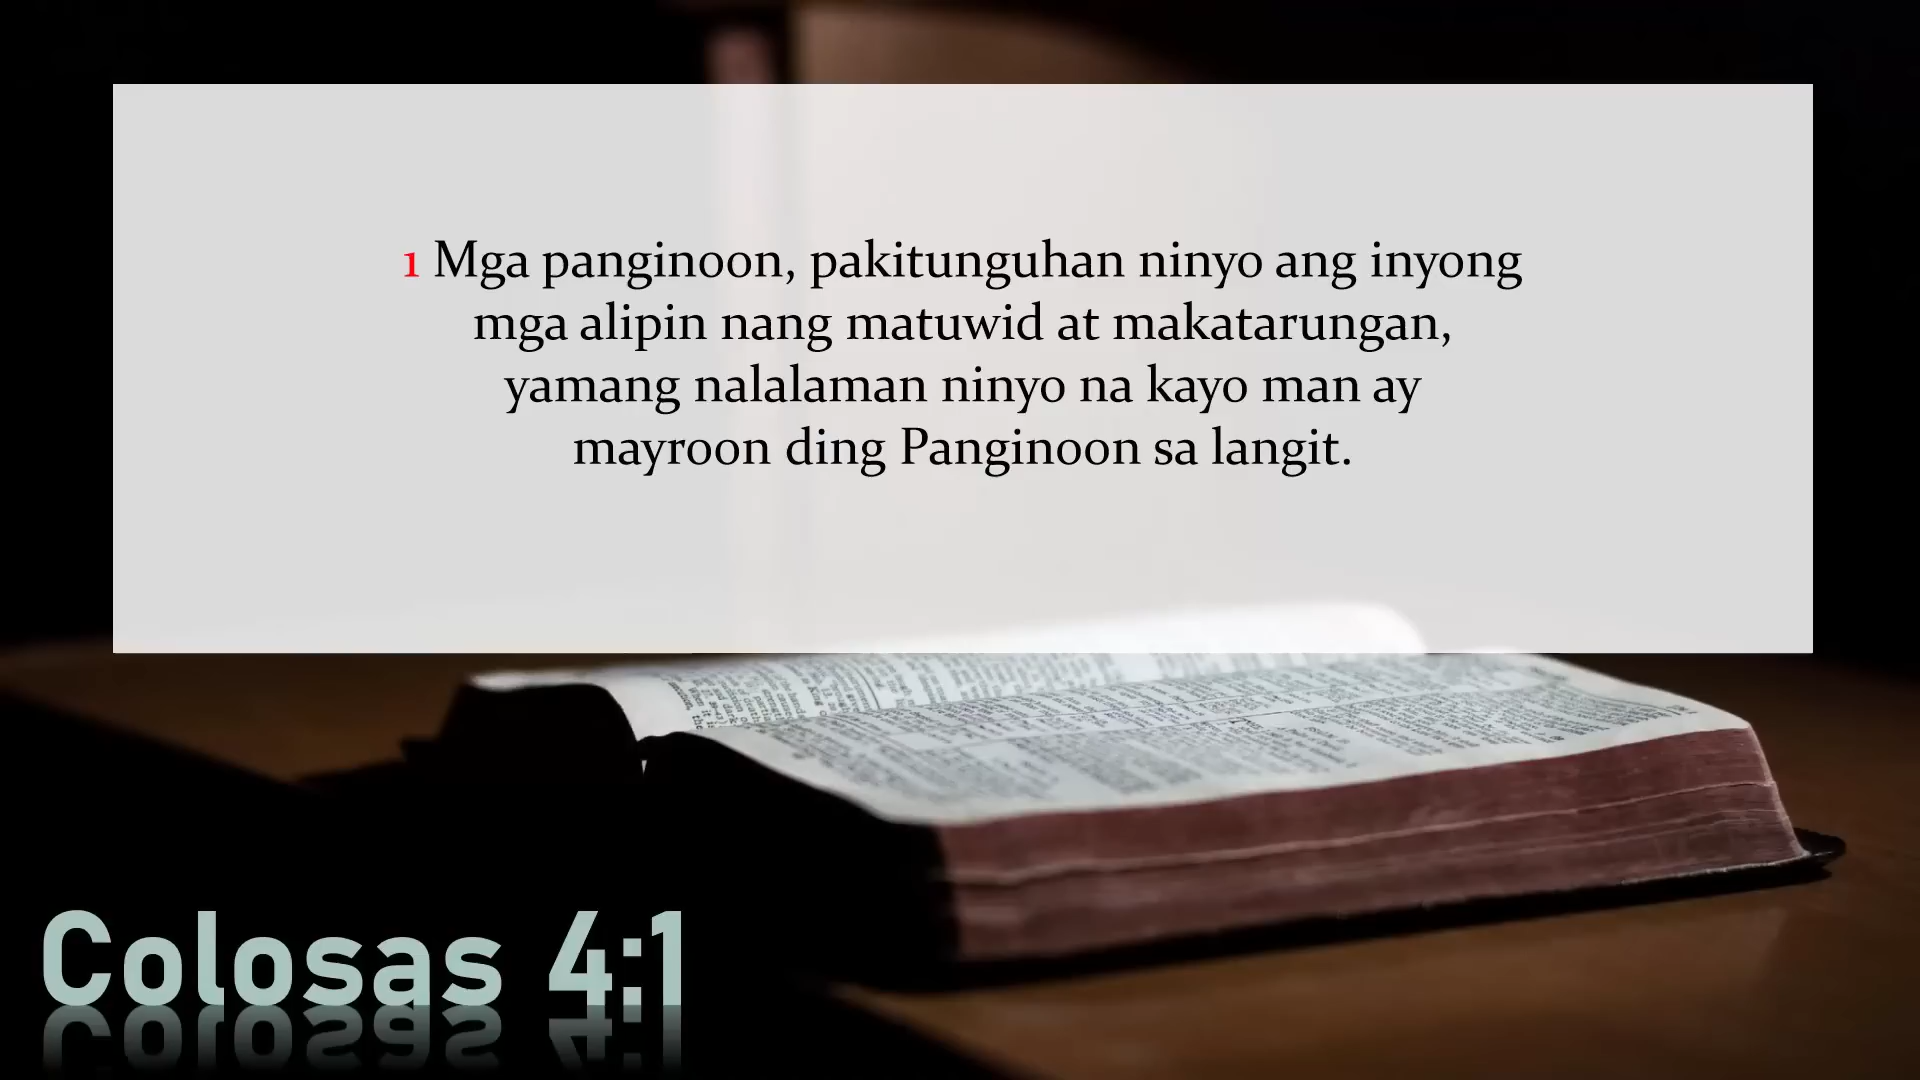 1 Mga panginoon, pakitunguhan ninyo ang inyong
mga alipin nang matuwid at makatarungan,
yamang nalalaman ninyo na kayo man ay
mayroon ding Panginoon sa langit.
Colosas 4:1